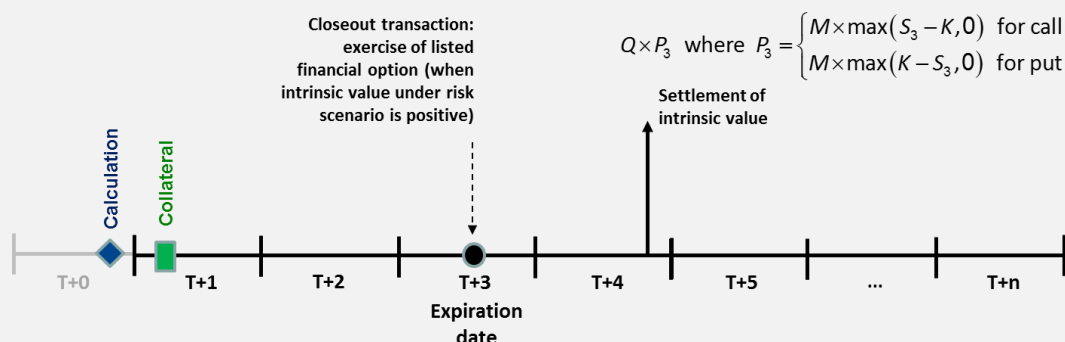 Closeout transaction:
exercise of listed
financial option (when
intrinsic value under risk
scenario is positive)
Q×P₃ where P₃ = { M×max(S₃−K,0) for call
M×max(K−S₃,0) for put
Settlement of
intrinsic value
Calculation
Collateral
T+0
T+1
T+2
T+3
T+4
T+5
...
T+n
Expiration
date